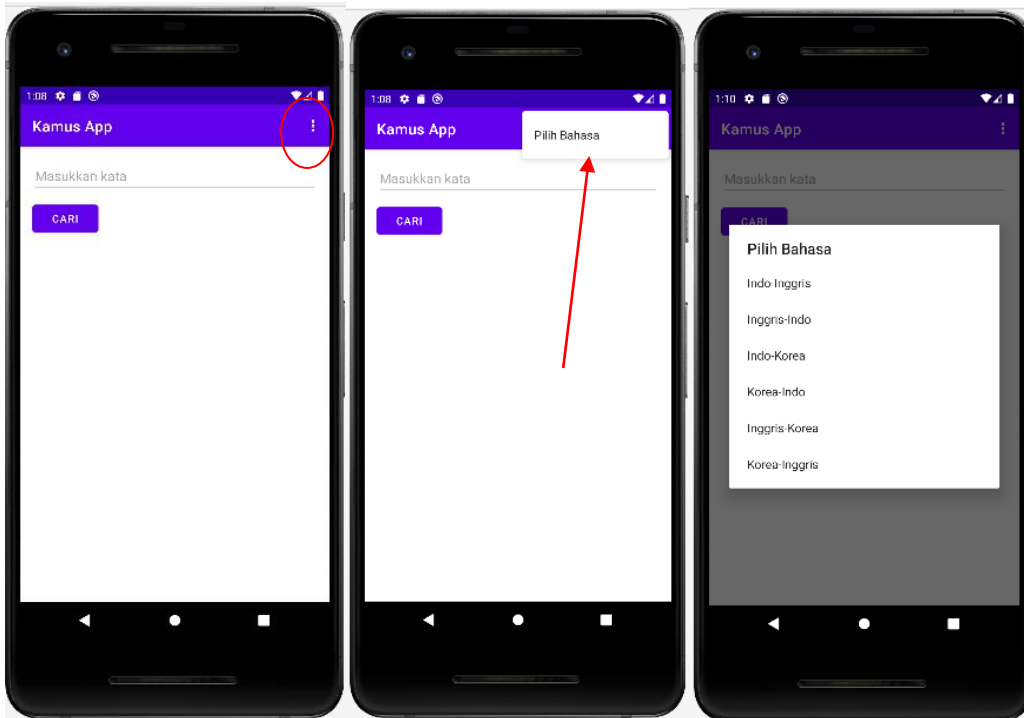 1:08
Kamus App
Masukkan kata
CARI
1:08
Kamus App
Pilih Bahasa
Masukkan kata
CARI
1:10
Kamus App
Masukkan kata
CARI
Pilih Bahasa
Indo-Inggris
Inggris-Indo
Indo-Korea
Korea-Indo
Inggris-Korea
Korea-Inggris